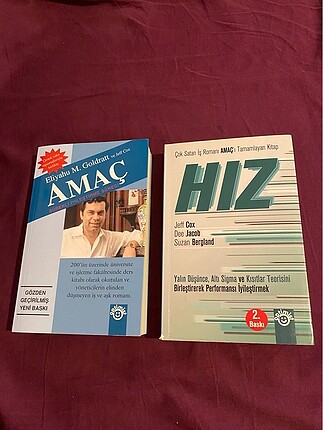 Eliyahu M. Goldratt ve Jeff Cox
AMAÇ
200'ün üzerinde üniversite
ve işletme fakültesinde ders
kitabı olarak okutulan ve
yöneticilerin elinden
düşmeyen iş ve aşk romanı.
GÖZDEN
GEÇİRİLMİŞ
YENİ BASKI
Çok Satan İş Romanı AMAÇ'ı Tamamlayan Kitap
HIZ
Jeff Cox
Dee Jacob
Suzan Bergland
Yalın Düşünce, Altı Sigma ve Kısıtlar Teorisini
Birleştirerek Performansı İyileştirmek
2.
Baskı